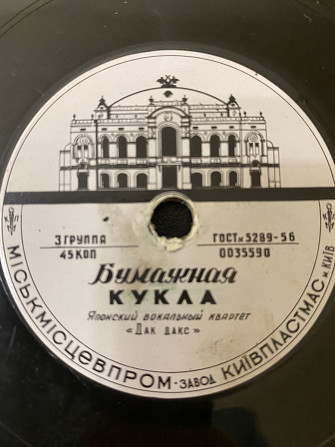 3 ГРУППА
45 КОП
ГОСТ № 5289-56
0035590
Бумажная
КУКЛА
Японский вокальный квартет
«Дак дакс»
МІСЬКМІСЦЕВПРОМ - ЗАВОД КИЇВПЛАСТМАС, м. КИЇВ